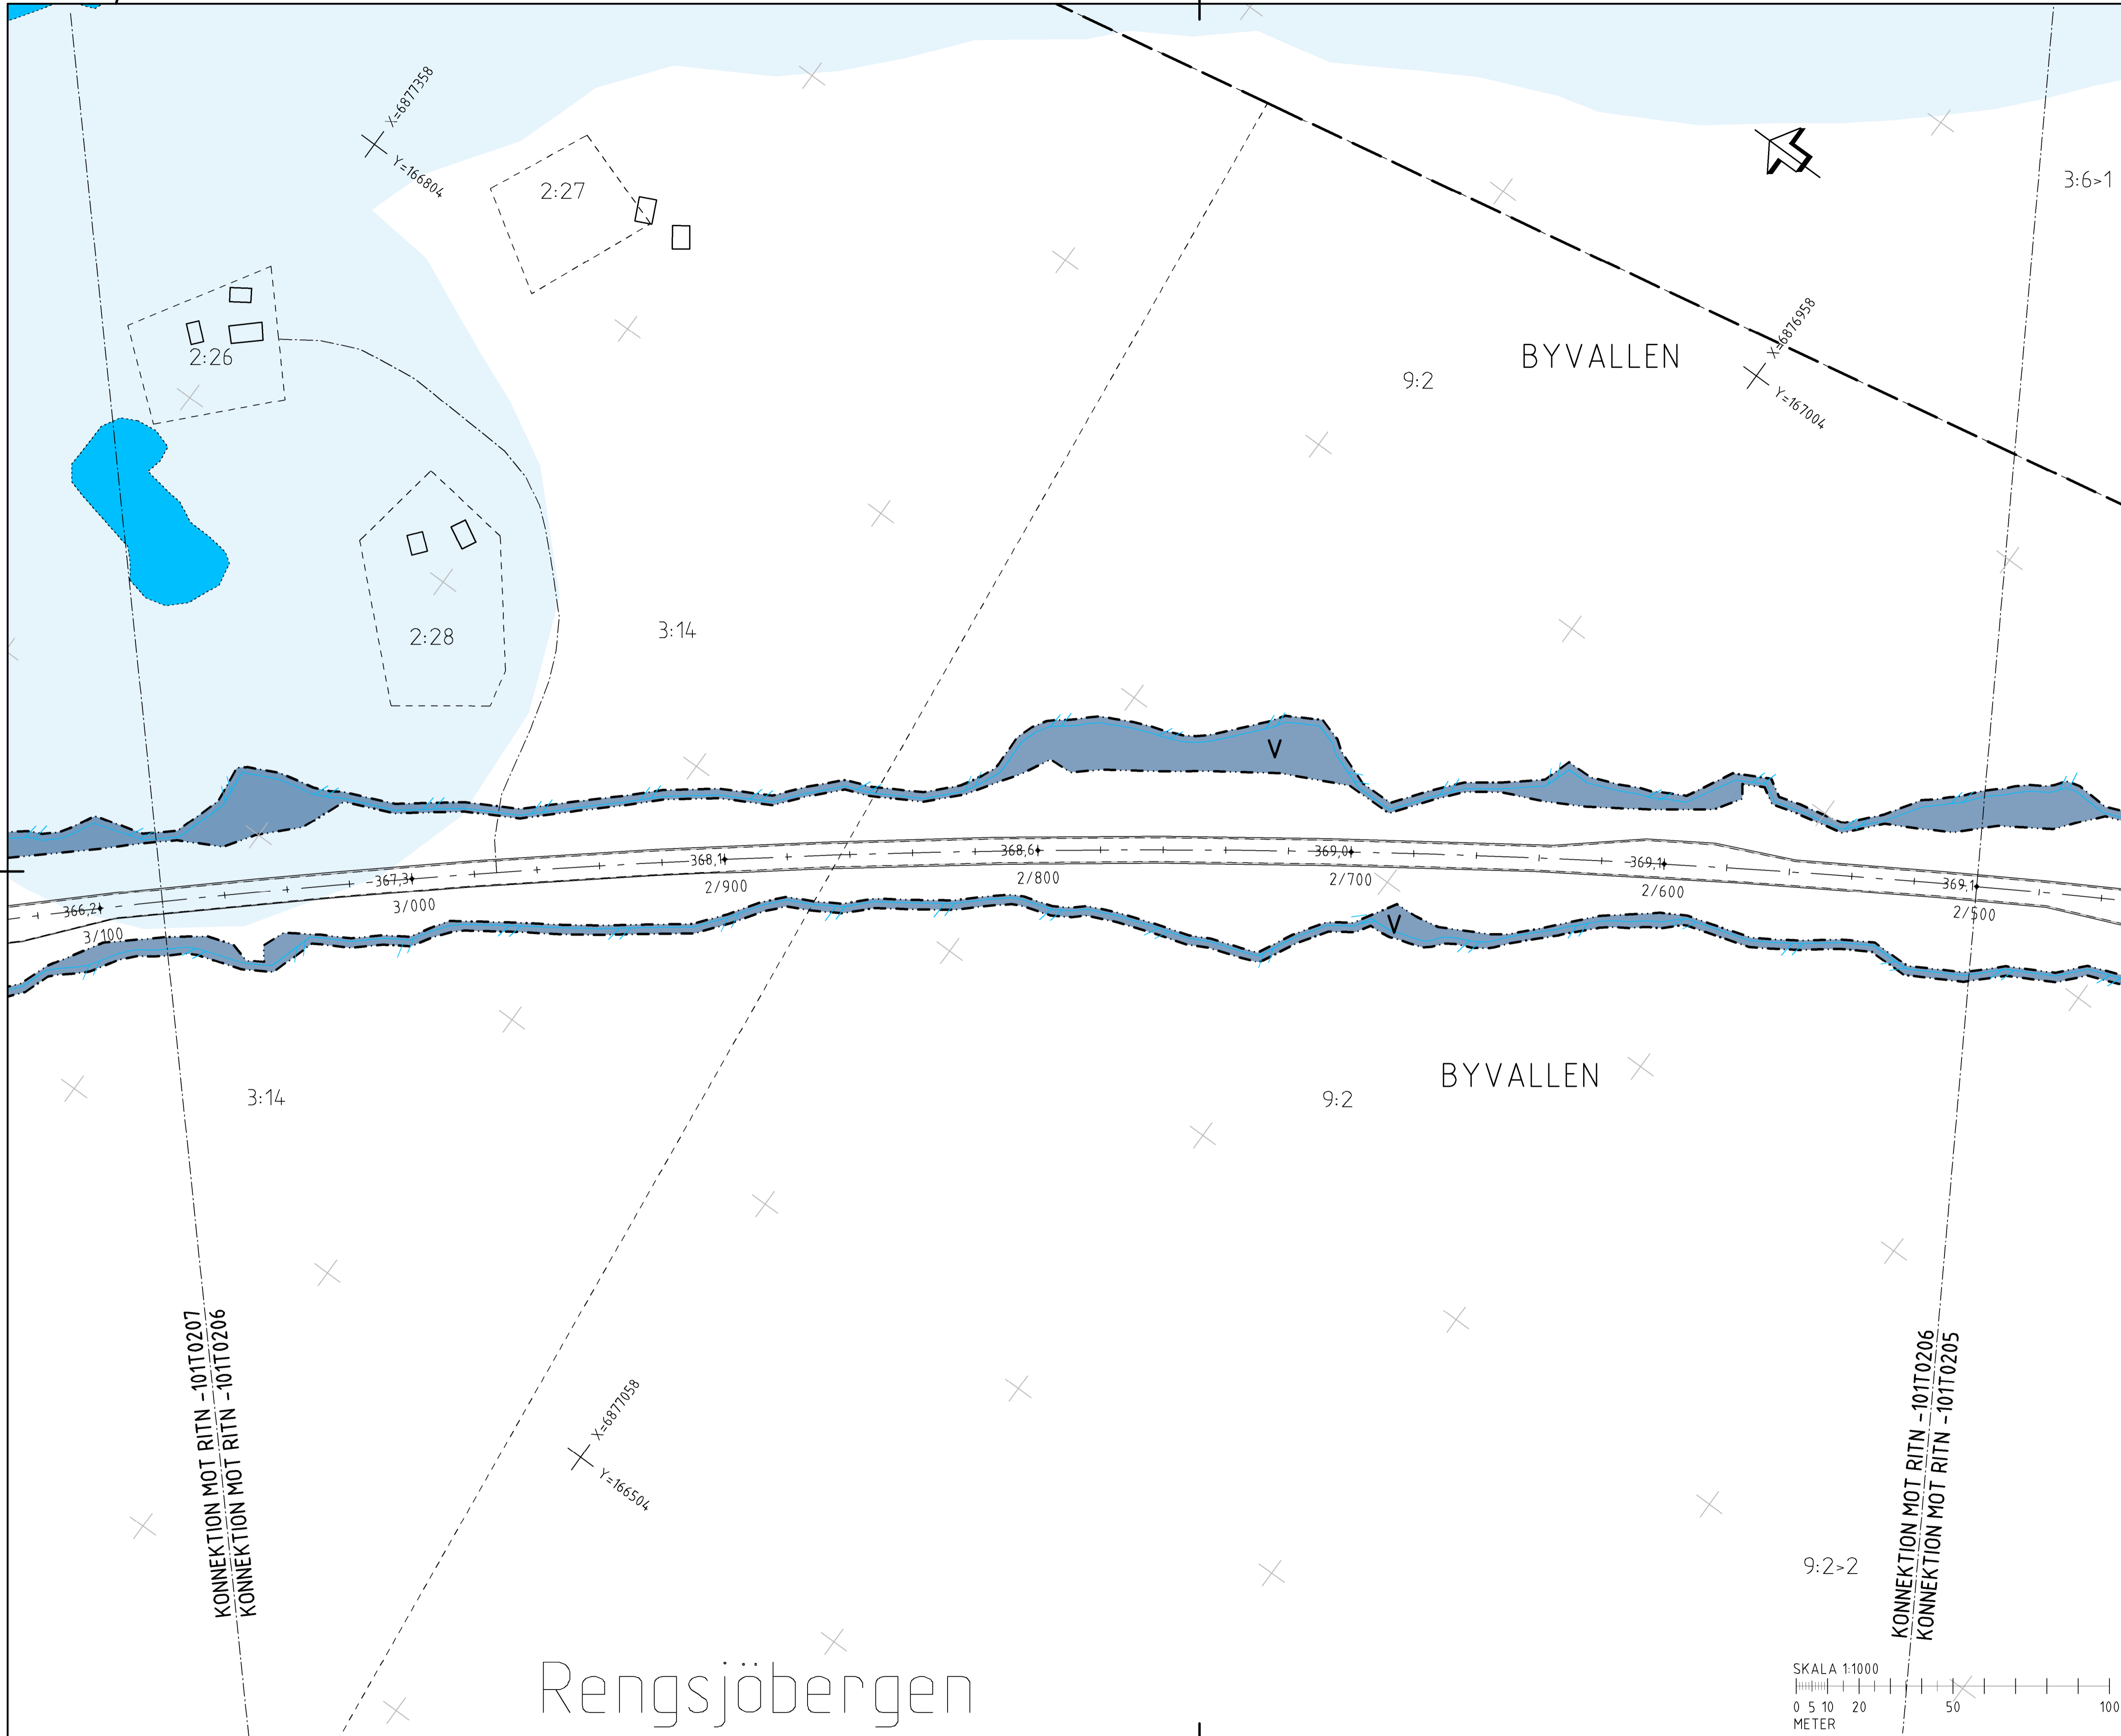 X=6877358
Y=166804
2:27
3:6>1
2:26
X=6876958
Y=167004
BYVALLEN
9:2
2:28
3:14
V
366,2
367,3
368,1
368,6
369,0
369,1
369,1
3/100
3/000
2/900
2/800
2/700
2/600
2/500
V
3:14
BYVALLEN
9:2
KONNEKTION MOT RITN -101T0207
KONNEKTION MOT RITN -101T0206
KONNEKTION MOT RITN -101T0206
KONNEKTION MOT RITN -101T0205
X=6877058
Y=166504
9:2>2
Rengsjöbergen
SKALA 1:1000
0 5 10 20 50 100
METER